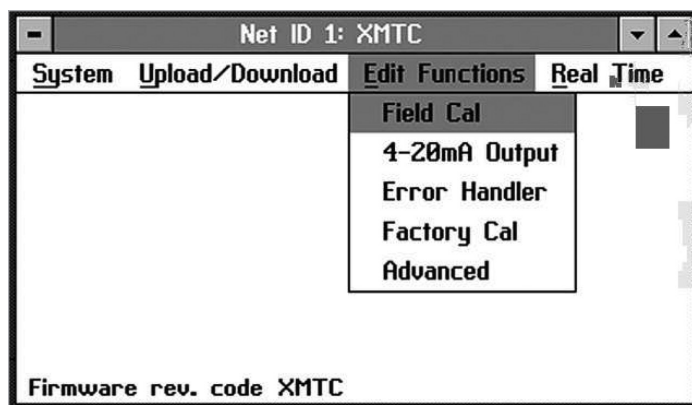 Net ID 1: XMTC
System Upload/Download Edit Functions Real Time
Field Cal
4-20mA Output
Error Handler
Factory Cal
Advanced
Firmware rev. code XMTC